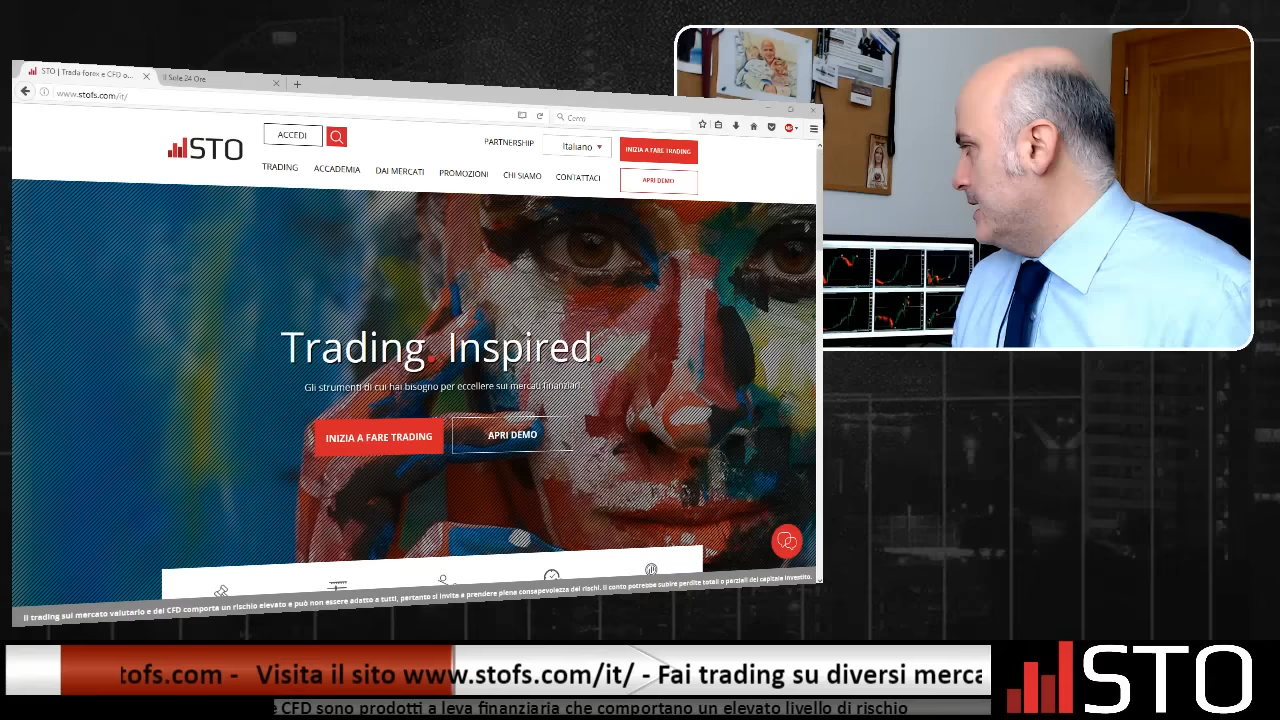 STO | Trada forex e CFD o...
Il Sole 24 Ore
www.stofs.com/it/
Cerca
STO
ACCEDI
PARTNERSHIP
Italiano
INIZIA A FARE TRADING
TRADING
ACCADEMIA
DAI MERCATI
PROMOZIONI
CHI SIAMO
CONTATTACI
APRI DEMO
Trading. Inspired.
Gli strumenti di cui hai bisogno per eccellere sui mercati finanziari.
INIZIA A FARE TRADING
APRI DEMO
Il trading sul mercato valutario e dei CFD comporta un rischio elevato e può non essere adatto a tutti, pertanto si invita a prendere piena consapevolezza dei rischi. Il conto potrebbe subire perdite totali o parziali del capitale investito.
tofs.com - Visita il sito www.stofs.com/it/ - Fai trading su diversi merca
e CFD sono prodotti a leva finanziaria che comportano un elevato livello di rischio
STO